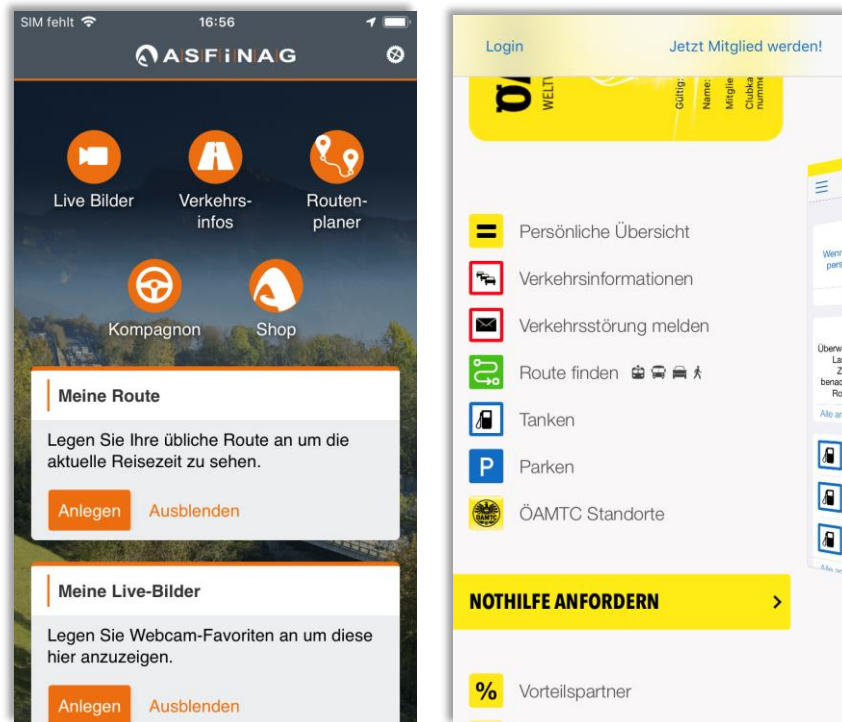 SIM fehlt 16:56
ASFiNAG
Live Bilder
Verkehrs-
infos
Routen-
planer
Kompagnon
Shop
Meine Route
Legen Sie Ihre übliche Route an um die
aktuelle Reisezeit zu sehen.
Anlegen Ausblenden
Meine Live-Bilder
Legen Sie Webcam-Favoriten an um diese
hier anzuzeigen.
Anlegen Ausblenden
Login Jetzt Mitglied werden!
Gültig:
Name:
Persönliche Übersicht
Verkehrsinformationen
Verkehrsstörung melden
Route finden
Tanken
P Parken
ÖAMTC
ÖAMTC Standorte
NOTHILFE ANFORDERN
% Vorteilspartner